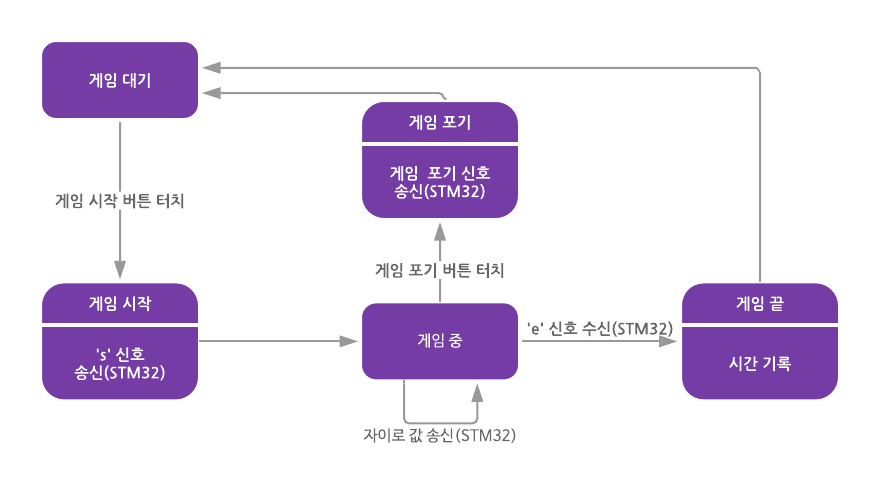 게임 대기
게임 포기
게임  포기 신호
송신(STM32)
게임 시작 버튼 터치
게임 포기 버튼 터치
게임 시작
's' 신호
송신(STM32)
게임 중
'e' 신호 수신(STM32)
게임 끝
시간 기록
자이로 값 송신(STM32)